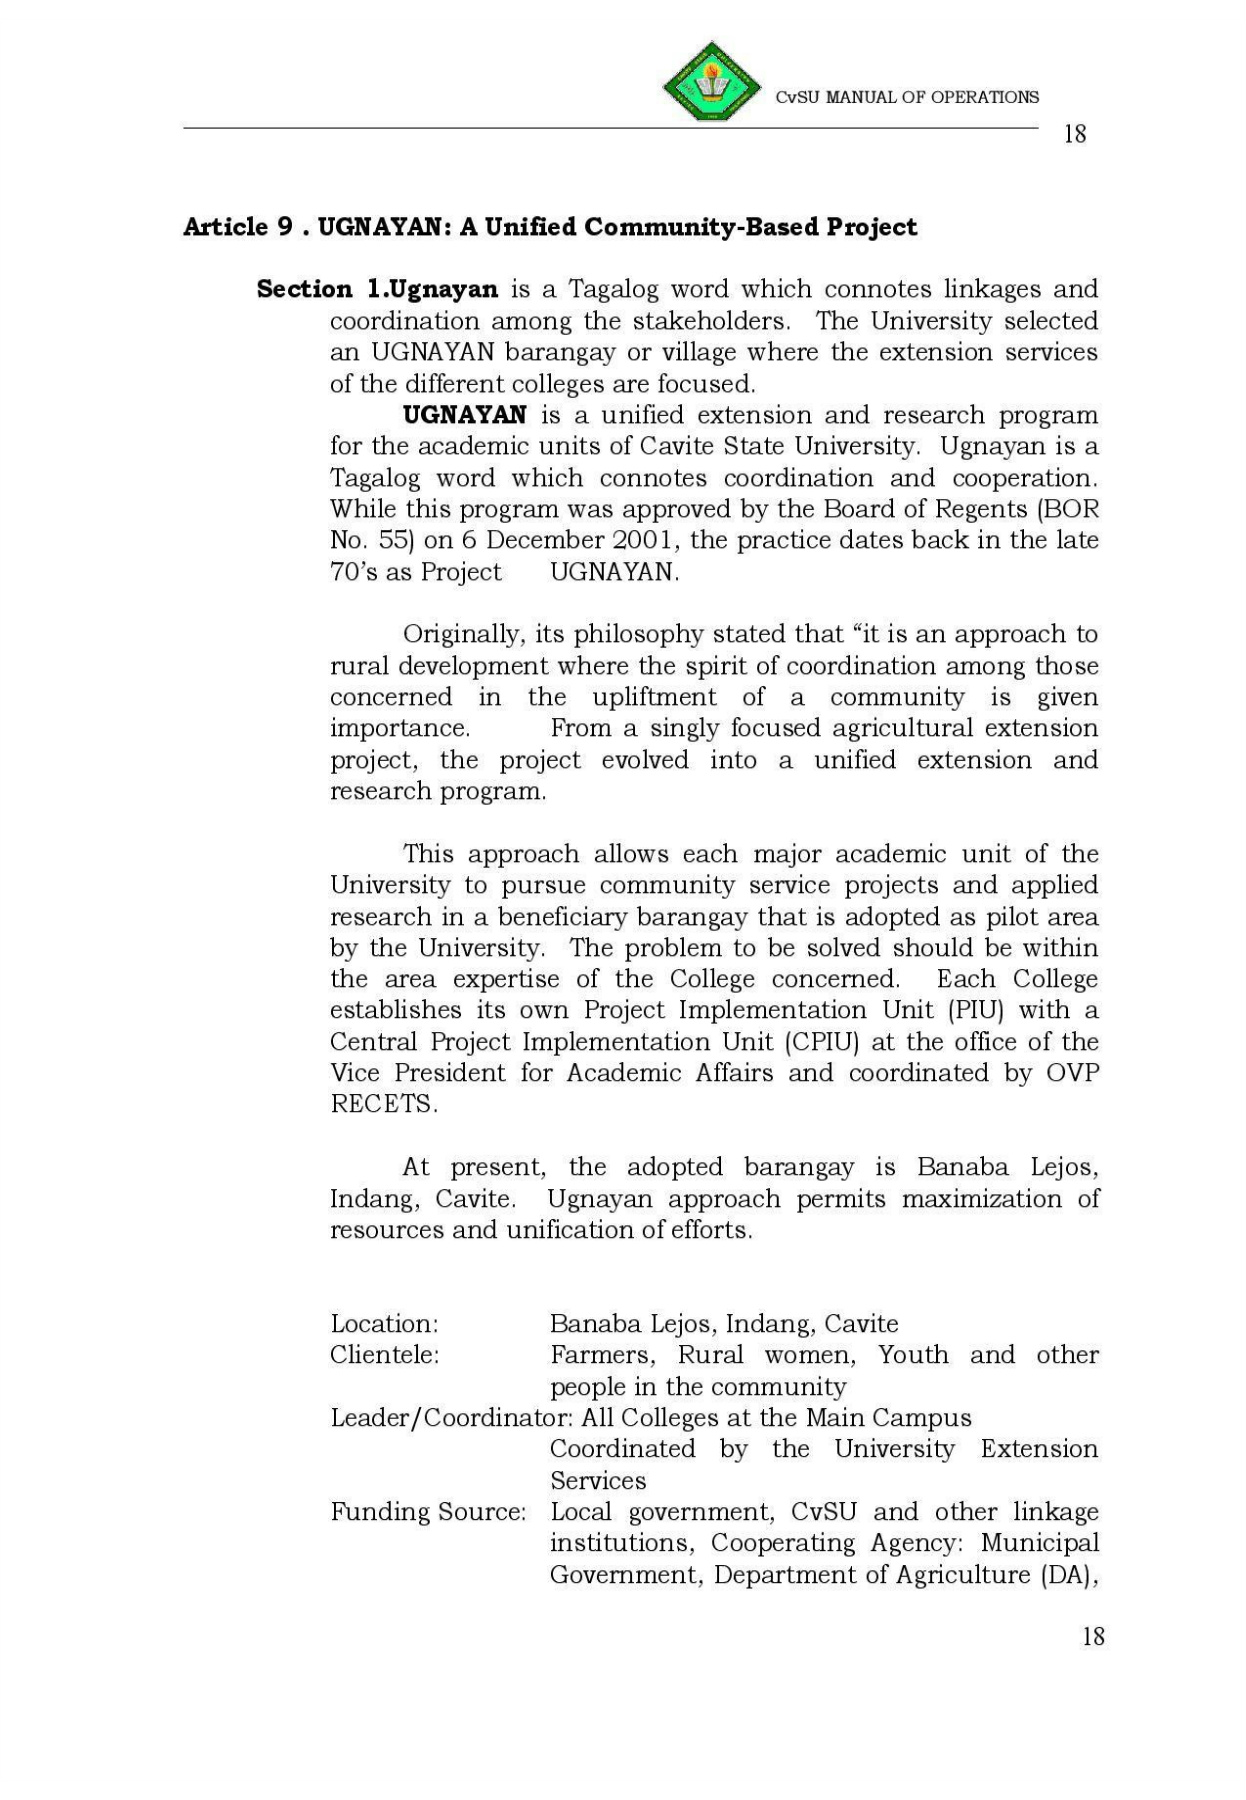 CvSU MANUAL OF OPERATIONS
18
Article 9 . UGNAYAN: A Unified Community-Based Project
Section 1.Ugnayan is a Tagalog word which connotes linkages and
coordination among the stakeholders. The University selected
an UGNAYAN barangay or village where the extension services
of the different colleges are focused.
UGNAYAN is a unified extension and research program
for the academic units of Cavite State University. Ugnayan is a
Tagalog word which connotes coordination and cooperation.
While this program was approved by the Board of Regents (BOR
No. 55) on 6 December 2001, the practice dates back in the late
70’s as Project UGNAYAN.
Originally, its philosophy stated that “it is an approach to
rural development where the spirit of coordination among those
concerned in the upliftment of a community is given
importance. From a singly focused agricultural extension
project, the project evolved into a unified extension and
research program.
This approach allows each major academic unit of the
University to pursue community service projects and applied
research in a beneficiary barangay that is adopted as pilot area
by the University. The problem to be solved should be within
the area expertise of the College concerned. Each College
establishes its own Project Implementation Unit (PIU) with a
Central Project Implementation Unit (CPIU) at the office of the
Vice President for Academic Affairs and coordinated by OVP
RECETS.
At present, the adopted barangay is Banaba Lejos,
Indang, Cavite. Ugnayan approach permits maximization of
resources and unification of efforts.
Location: Banaba Lejos, Indang, Cavite
Clientele: Farmers, Rural women, Youth and other
people in the community
Leader/Coordinator: All Colleges at the Main Campus
Coordinated by the University Extension
Services
Funding Source: Local government, CvSU and other linkage
institutions, Cooperating Agency: Municipal
Government, Department of Agriculture (DA),
18